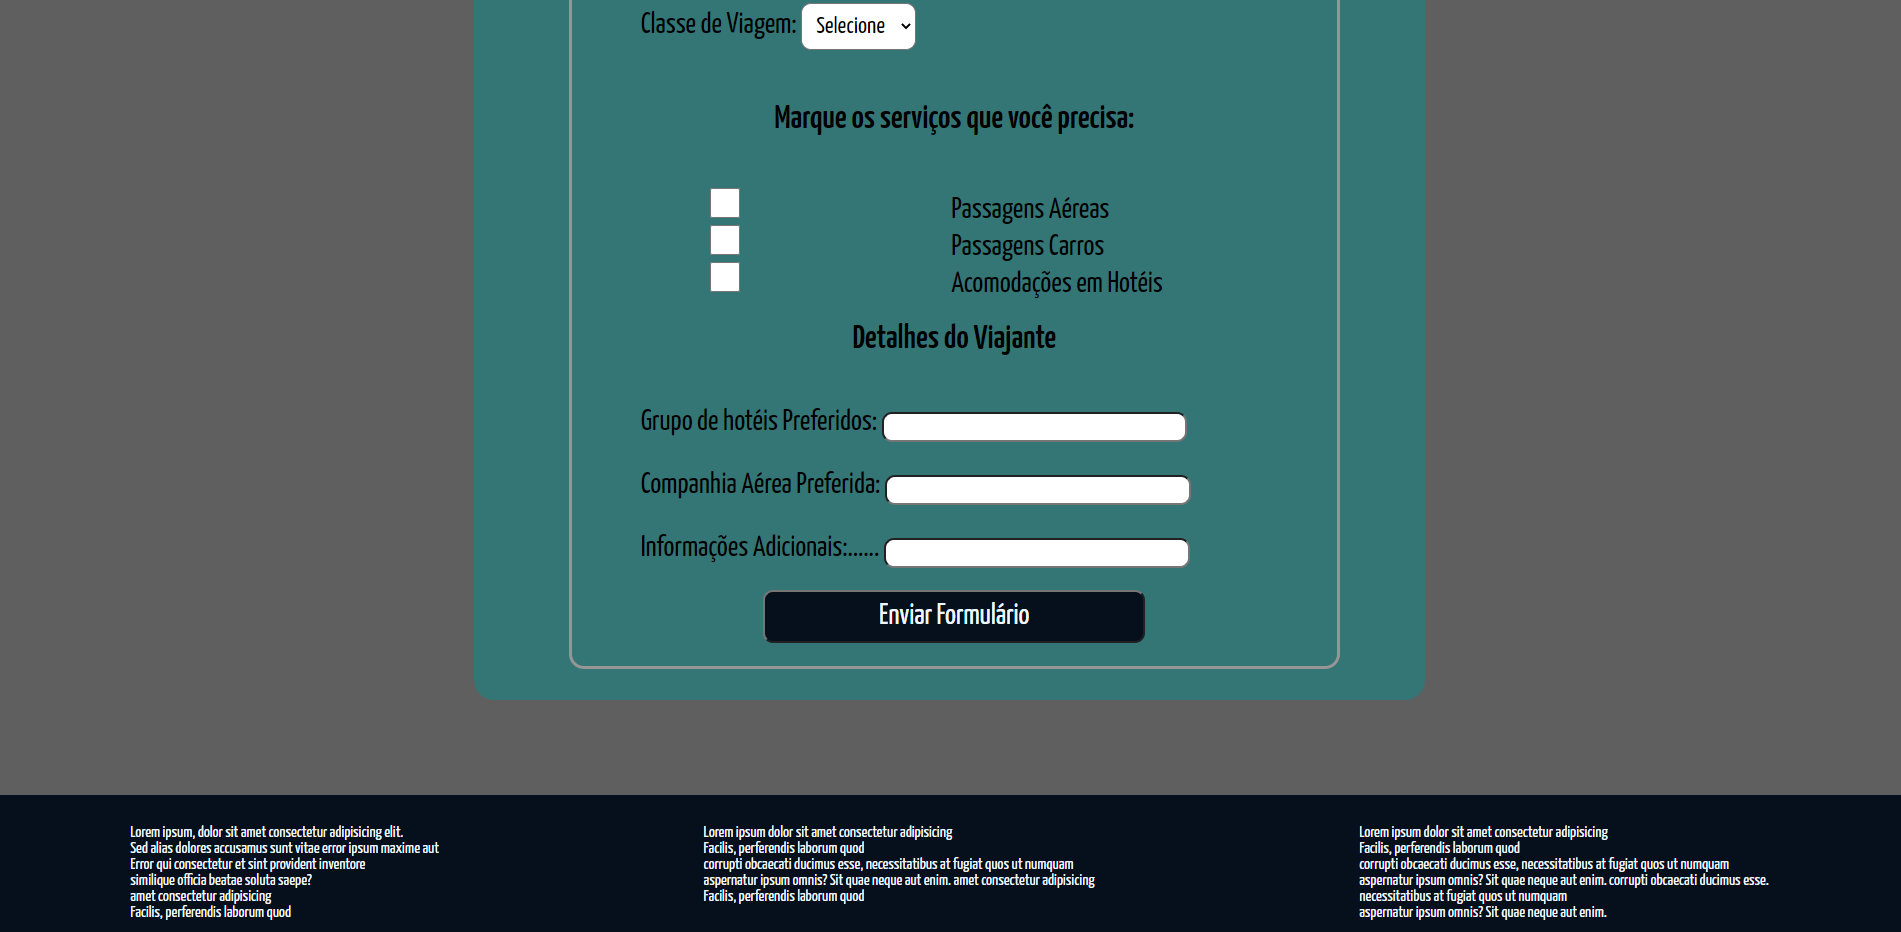 Classe de Viagem: Selecione
Marque os serviços que você precisa:
Passagens Aéreas
Passagens Carros
Acomodações em Hotéis
Detalhes do Viajante
Grupo de hotéis Preferidos:
Companhia Aérea Preferida:
Informações Adicionais:......
Enviar Formulário
Lorem ipsum, dolor sit amet consectetur adipisicing elit.
Sed alias dolores accusamus sunt vitae error ipsum maxime aut
Error qui consectetur et sint provident inventore
similique officia beatae soluta saepe?
amet consectetur adipisicing
Facilis, perferendis laborum quod
Lorem ipsum dolor sit amet consectetur adipisicing
Facilis, perferendis laborum quod
corrupti obcaecati ducimus esse, necessitatibus at fugiat quos ut numquam
aspernatur ipsum omnis? Sit quae neque aut enim. amet consectetur adipisicing
Facilis, perferendis laborum quod
Lorem ipsum dolor sit amet consectetur adipisicing
Facilis, perferendis laborum quod
corrupti obcaecati ducimus esse, necessitatibus at fugiat quos ut numquam
aspernatur ipsum omnis? Sit quae neque aut enim. corrupti obcaecati ducimus esse.
necessitatibus at fugiat quos ut numquam
aspernatur ipsum omnis? Sit quae neque aut enim.